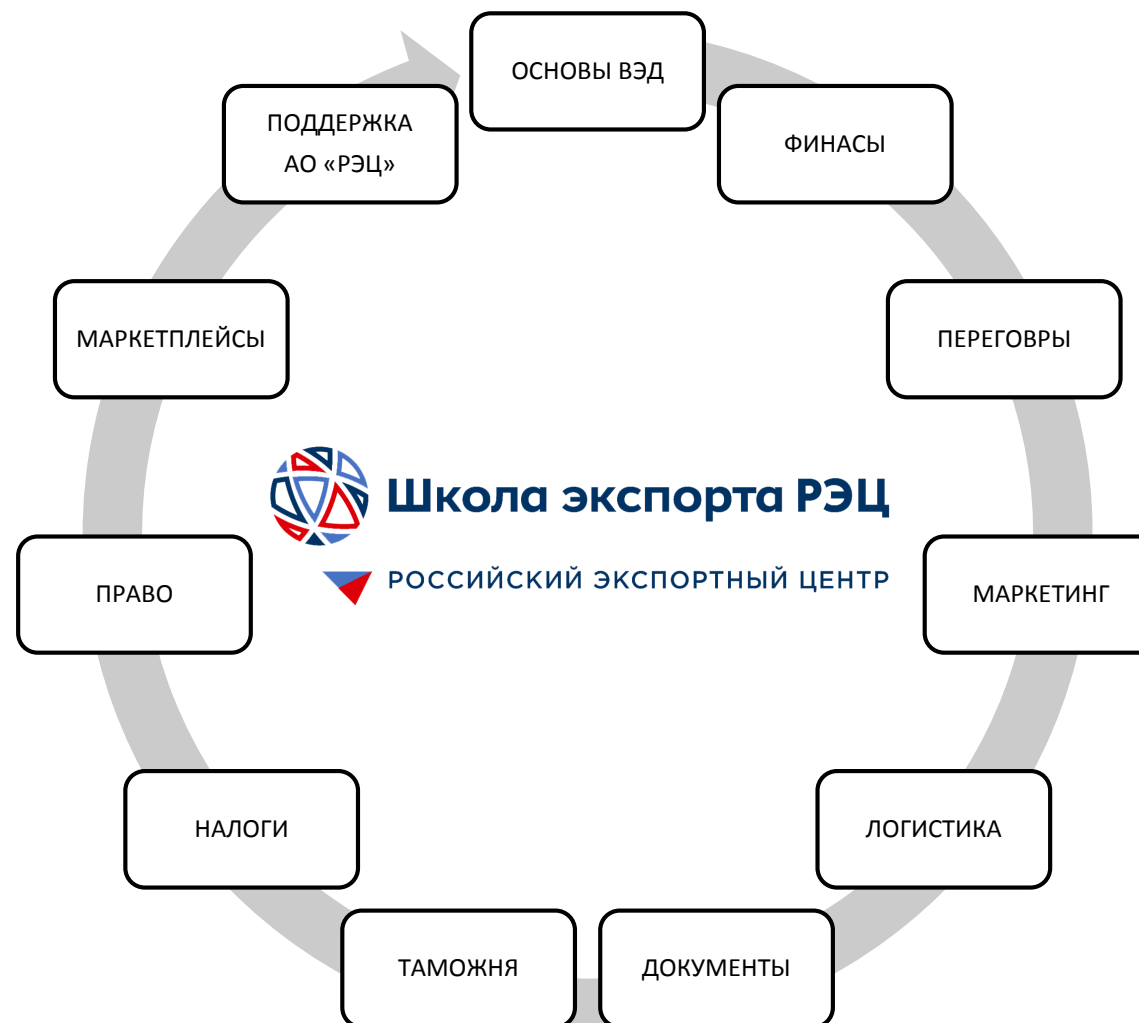 ОСНОВЫ ВЭД
ФИНАСЫ
ПЕРЕГОВРЫ
МАРКЕТИНГ
ЛОГИСТИКА
ДОКУМЕНТЫ
ТАМОЖНЯ
НАЛОГИ
ПРАВО
МАРКЕТПЛЕЙСЫ
ПОДДЕРЖКА
АО «РЭЦ»
Школа экспорта РЭЦ
РОССИЙСКИЙ ЭКСПОРТНЫЙ ЦЕНТР